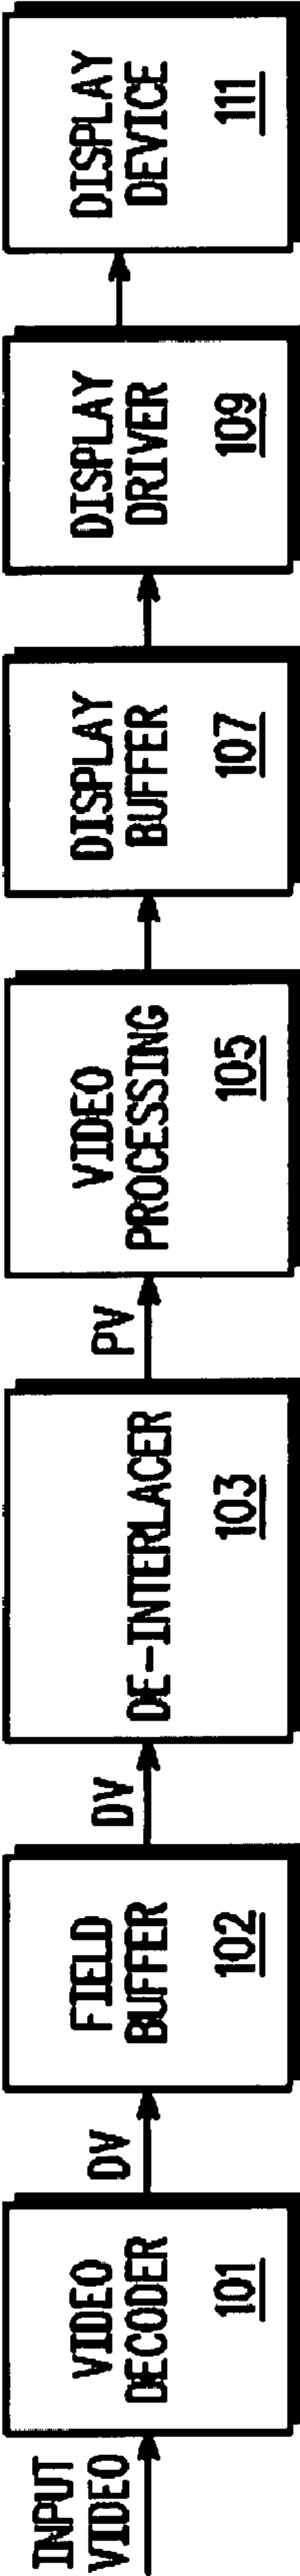 INPUT
VIDEO
VIDEO
DECODER
101
DV
FIELD
BUFFER
102
DV
DE-INTERLACER
103
PV
VIDEO
PROCESSING
105
DISPLAY
BUFFER
107
DISPLAY
DRIVER
109
DISPLAY
DEVICE
111